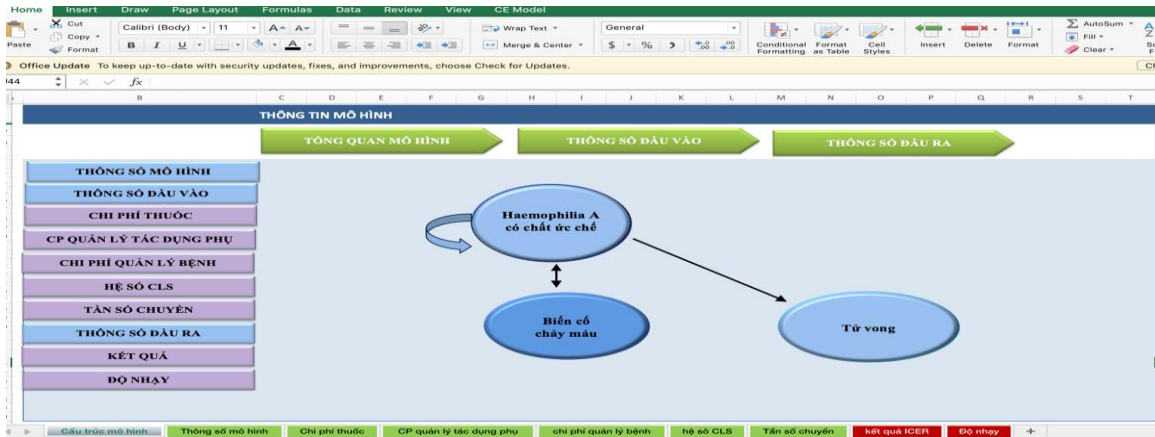 Home Insert Draw Page Layout Formulas Data Review View CE Model
Cut
Copy
Format
Paste
Calibri (Body) 11 A A
B I U A
Wrap Text
Merge & Center
General
$ % 
Conditional Formatting
Format as Table
Cell Styles
Insert Delete Format
AutoSum
Fill
Clear
Office Update To keep up-to-date with security updates, fixes, and improvements, choose Check for Updates.
J44 fx
B C D E F G H I J K L M N O P Q R S T
THÔNG TIN MÔ HÌNH
TỔNG QUAN MÔ HÌNH THÔNG SỐ ĐẦU VÀO THÔNG SỐ ĐẦU RA
THÔNG SỐ MÔ HÌNH
THÔNG SỐ ĐẦU VÀO
CHI PHÍ THUỐC
CP QUẢN LÝ TÁC DỤNG PHỤ
CHI PHÍ QUẢN LÝ BỆNH
HỆ SỐ CLS
TẦN SỐ CHUYỂN
THÔNG SỐ ĐẦU RA
KẾT QUẢ
ĐỘ NHẠY
Haemophilia A
có chất ức chế
Biến cố
chảy máu
Tử vong
Cấu trúc mô hình Thông số mô hình Chi phí thuốc CP quản lý tác dụng phụ chi phí quản lý bệnh hệ số CLS Tần số chuyển kết quả ICER Độ nhạy +